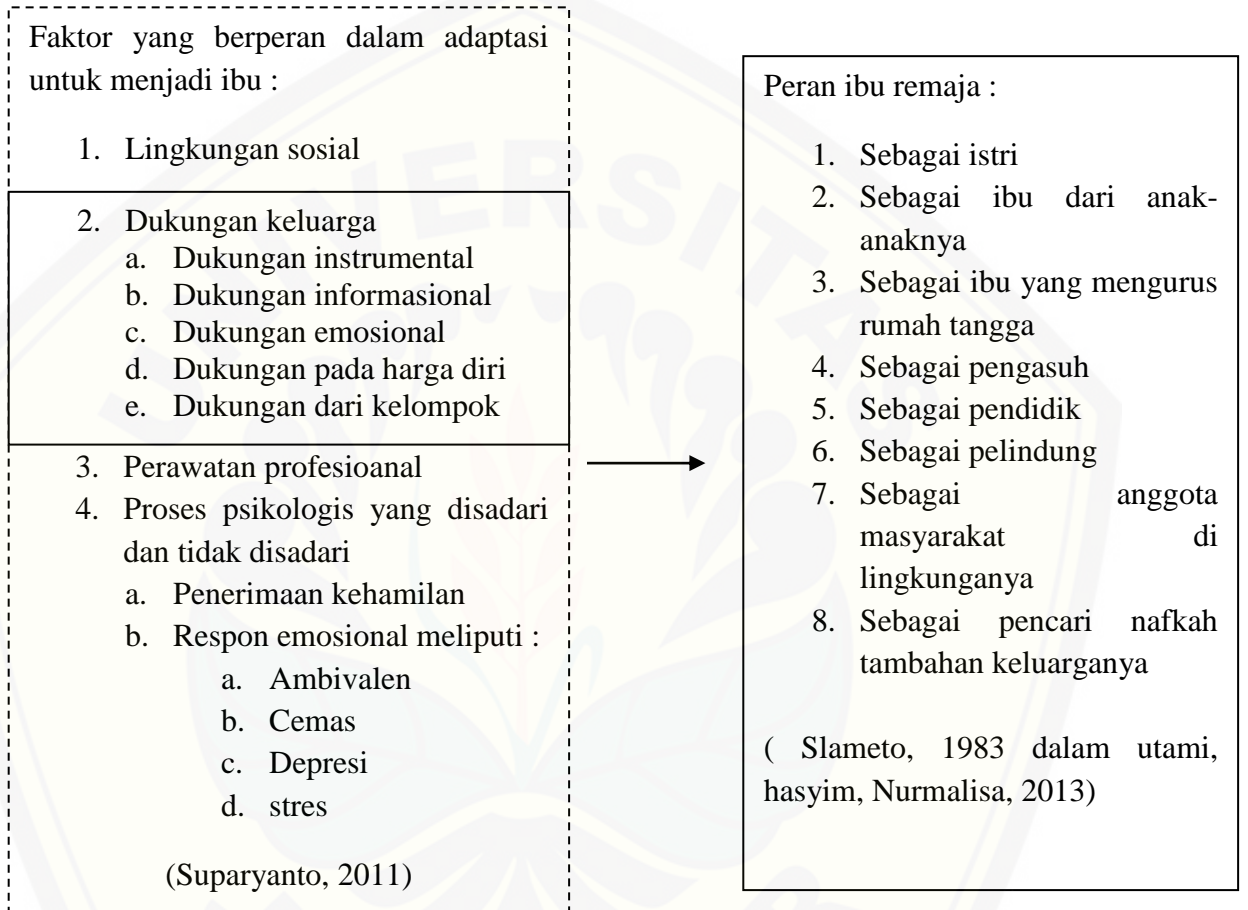 Faktor yang berperan dalam adaptasi
untuk menjadi ibu :
1. Lingkungan sosial
2. Dukungan keluarga
a. Dukungan instrumental
b. Dukungan informasional
c. Dukungan emosional
d. Dukungan pada harga diri
e. Dukungan dari kelompok
3. Perawatan profesioanal
4. Proses psikologis yang disadari
dan tidak disadari
a. Penerimaan kehamilan
b. Respon emosional meliputi :
a. Ambivalen
b. Cemas
c. Depresi
d. stres
(Suparyanto, 2011)
Peran ibu remaja :
1. Sebagai istri
2. Sebagai ibu dari anak-
anaknya
3. Sebagai ibu yang mengurus
rumah tangga
4. Sebagai pengasuh
5. Sebagai pendidik
6. Sebagai pelindung
7. Sebagai anggota
masyarakat di
lingkunganya
8. Sebagai pencari nafkah
tambahan keluarganya
( Slameto, 1983 dalam utami,
hasyim, Nurmalisa, 2013)
UNIVERSITAS